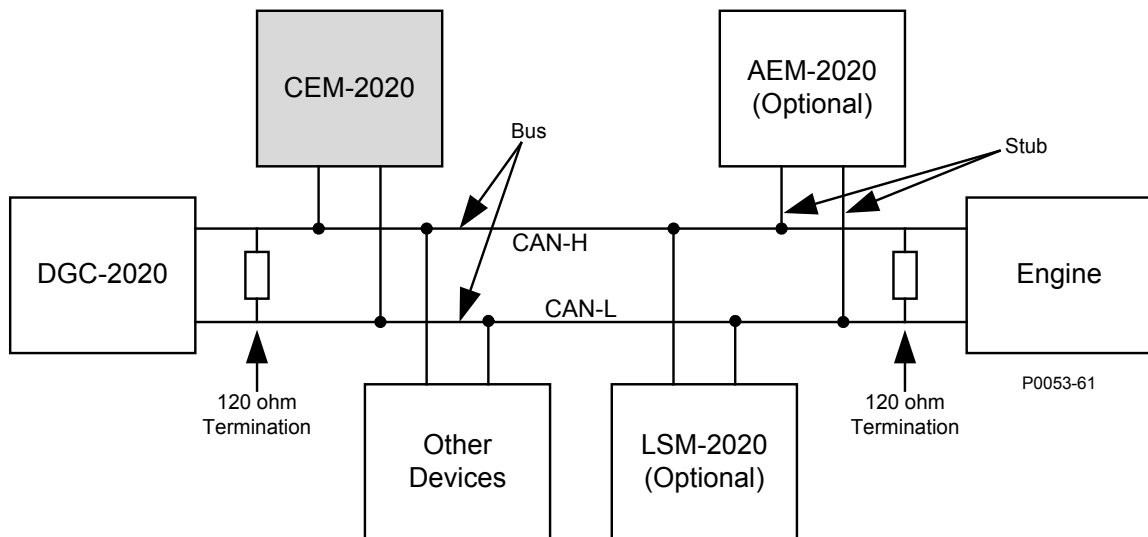 CEM-2020
AEM-2020
(Optional)
Bus
Stub
DGC-2020
CAN-H
Engine
CAN-L
P0053-61
120 ohm
Termination
120 ohm
Termination
Other
Devices
LSM-2020
(Optional)